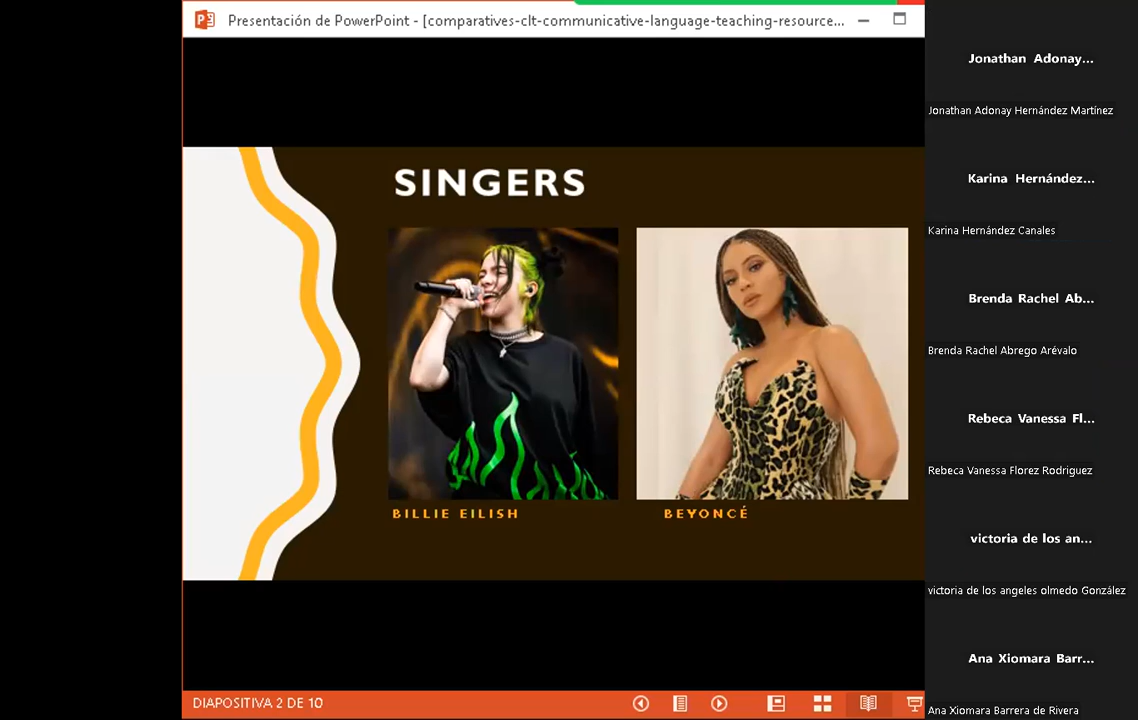 Presentación de PowerPoint - [comparatives-clt-communicative-language-teaching-resource...
SINGERS
BILLIE EILISH
BEYONCÉ
DIAPOSITIVA 2 DE 10
Jonathan Adonay...
Jonathan Adonay Hernández Martínez
Karina Hernández...
Karina Hernández Canales
Brenda Rachel Ab...
Brenda Rachel Abrego Arévalo
Rebeca Vanessa Fl...
Rebeca Vanessa Florez Rodriguez
victoria de los an...
victoria de los angeles olmedo González
Ana Xiomara Barr...
Ana Xiomara Barrera de Rivera